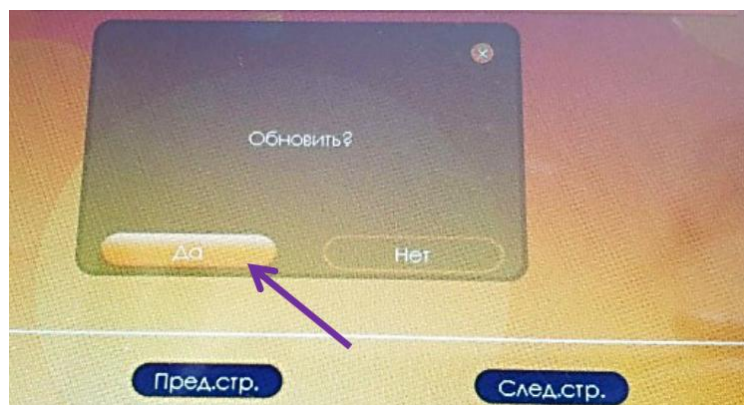 Обновить?
Да
Нет
Пред.стр.
След.стр.